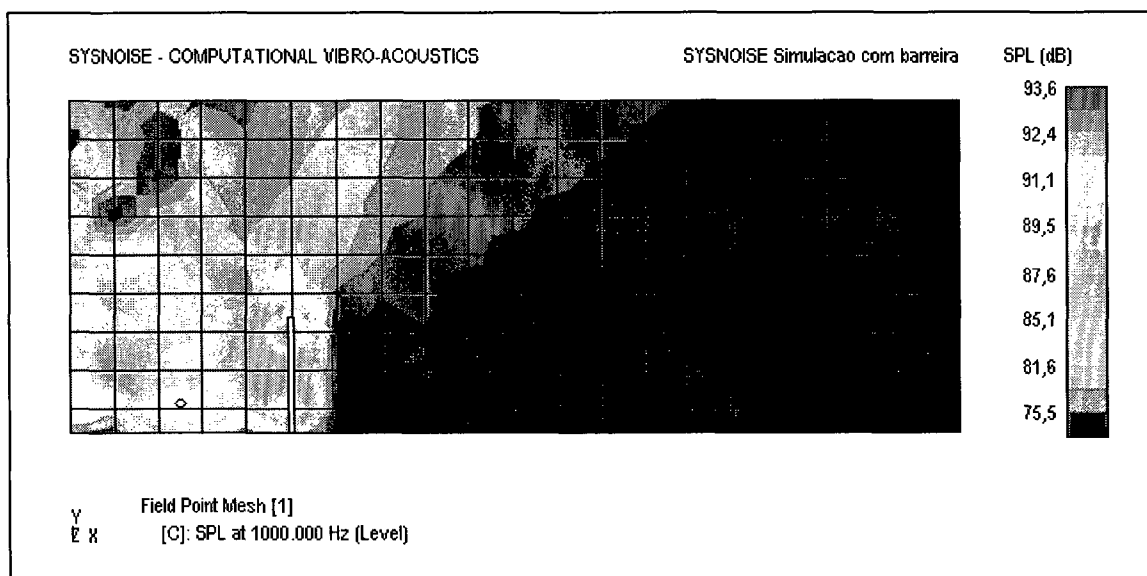 SYSNOISE - COMPUTATIONAL VIBRO-ACOUSTICS
SYSNOISE Simulacao com barreira
SPL (dB)
93,6
92,4
91,1
89,5
87,6
85,1
81,6
75,5
Field Point Mesh [1]
Y
Z X
[C]: SPL at 1000.000 Hz (Level)